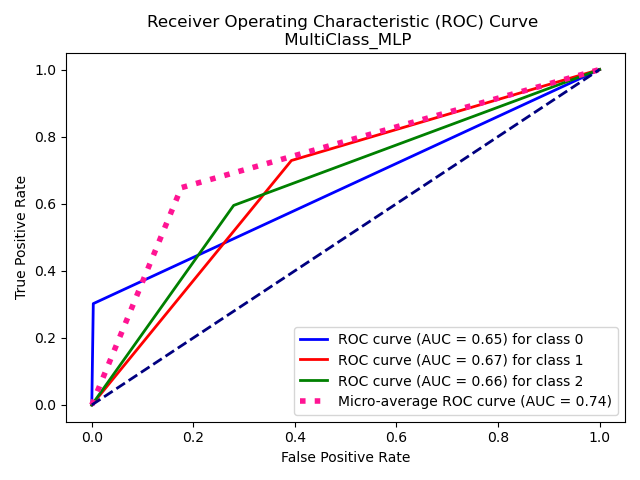 Receiver Operating Characteristic (ROC) Curve
MultiClass_MLP
True Positive Rate
1.0
0.8
0.6
0.4
0.2
0.0
0.0 0.2 0.4 0.6 0.8 1.0
False Positive Rate
ROC curve (AUC = 0.65) for class 0
ROC curve (AUC = 0.67) for class 1
ROC curve (AUC = 0.66) for class 2
Micro-average ROC curve (AUC = 0.74)